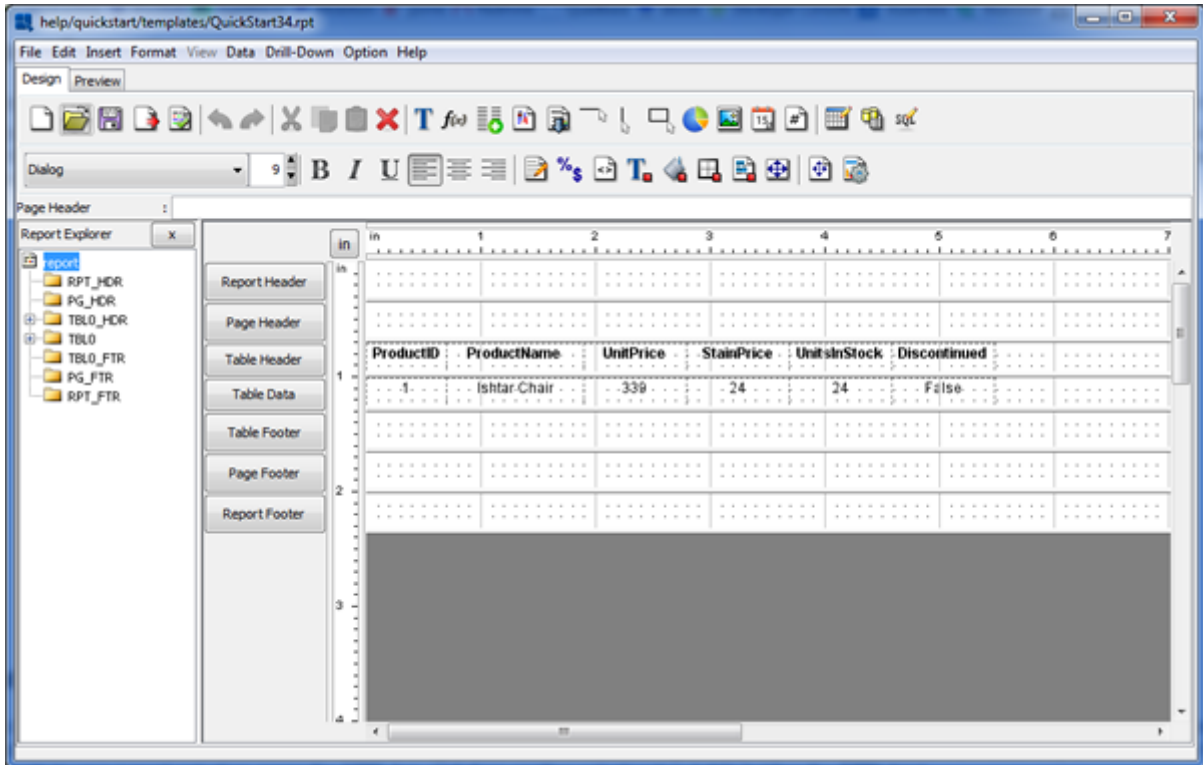 help/quickstart/templates/QuickStart34.rpt
File Edit Insert Format View Data Drill-Down Option Help
Design Preview
Dialog 9 B I U
Page Header :
Report Explorer x
in
in 1 2 3 4 5 6 7
report
RPT_HDR
PG_HDR
TBL0_HDR
TBL0
TBL0_FTR
PG_FTR
RPT_FTR
in
1
2
3
4
Report Header
Page Header
Table Header
ProductID ProductName UnitPrice StainPrice UnitsInStock Discontinued
Table Data
1 Ishtar Chair 339 24 24 False
Table Footer
Page Footer
Report Footer